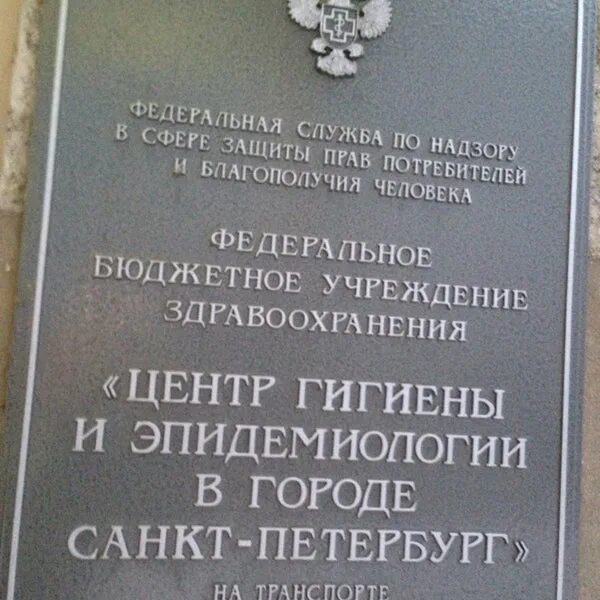 ФЕДЕРАЛЬНАЯ СЛУЖБА ПО НАДЗОРУ
В СФЕРЕ ЗАЩИТЫ ПРАВ ПОТРЕБИТЕЛЕЙ
И БЛАГОПОЛУЧИЯ ЧЕЛОВЕКА
ФЕДЕРАЛЬНОЕ
БЮДЖЕТНОЕ УЧРЕЖДЕНИЕ
ЗДРАВООХРАНЕНИЯ
«ЦЕНТР ГИГИЕНЫ
И ЭПИДЕМИОЛОГИИ
В ГОРОДЕ
САНКТ-ПЕТЕРБУРГ»
НА ТРАНСПОРТЕ